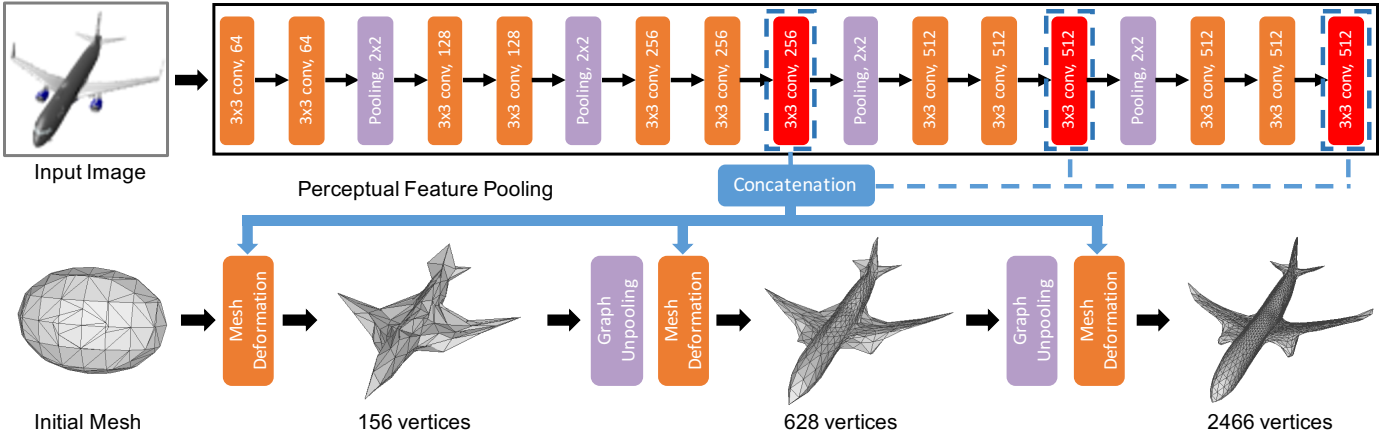 3x3 conv, 64
3x3 conv, 64
Pooling, 2x2
3x3 conv, 128
3x3 conv, 128
Pooling, 2x2
3x3 conv, 256
3x3 conv, 256
3x3 conv, 256
Pooling, 2x2
3x3 conv, 512
3x3 conv, 512
3x3 conv, 512
Pooling, 2x2
3x3 conv, 512
3x3 conv, 512
3x3 conv, 512
Input Image
Perceptual Feature Pooling
Concatenation
Mesh
Deformation
Graph
Unpooling
Mesh
Deformation
Graph
Unpooling
Mesh
Deformation
Initial Mesh
156 vertices
628 vertices
2466 vertices